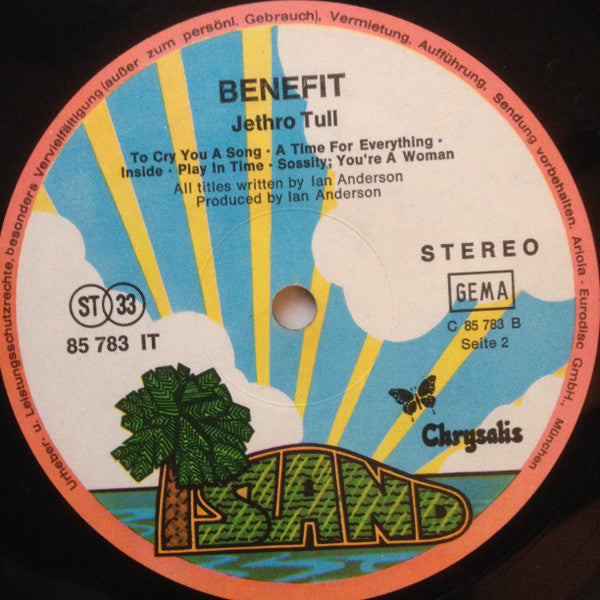 BENEFIT
Jethro Tull
To Cry You A Song · A Time For Everything ·
Inside · Play In Time · Sossity; You're A Woman
All titles written by Ian Anderson
Produced by Ian Anderson
STEREO
GEMA
C 85 783 B
Seite 2
ST 33
85 783 IT
Chrysalis
ISLAND
Urheber u. Leistungsschutzrechte, besonders Vervielfältigung (außer zum persönl. Gebrauch), Vermietung, Aufführung, Sendung vorbehalten. Ariola - Eurodisc GmbH., München